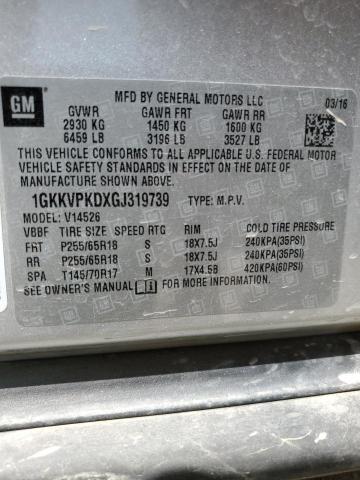 GM
MFD BY GENERAL MOTORS LLC 03/16
GVWR GAWR FRT GAWR RR
2930 KG 1450 KG 1600 KG
6459 LB 3196 LB 3527 LB
THIS VEHICLE CONFORMS TO ALL APPLICABLE U.S. FEDERAL MOTOR
VEHICLE SAFETY STANDARDS IN EFFECT ON THE DATE OF
MANUFACTURE SHOWN ABOVE.
1GKKVPKDXGJ319739 TYPE: M.P.V.
MODEL: V14526
VBBF TIRE SIZE SPEED RTG RIM COLD TIRE PRESSURE
FRT P255/65R18 S 18X7.5J 240KPA(35PSI)
RR P255/65R18 S 18X7.5J 240KPA(35PSI)
SPA T145/70R17 M 17X4.5B 420KPA(60PSI)
SEE OWNER'S MANUAL